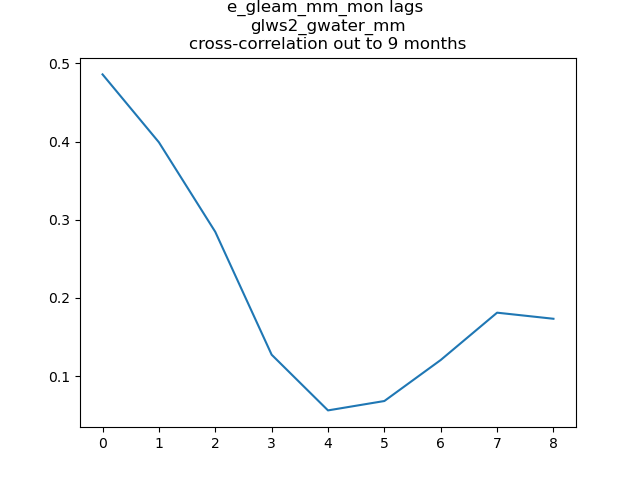 e_gleam_mm_mon lags
glws2_gwater_mm
cross-correlation out to 9 months
0.5
0.4
0.3
0.2
0.1
0 1 2 3 4 5 6 7 8